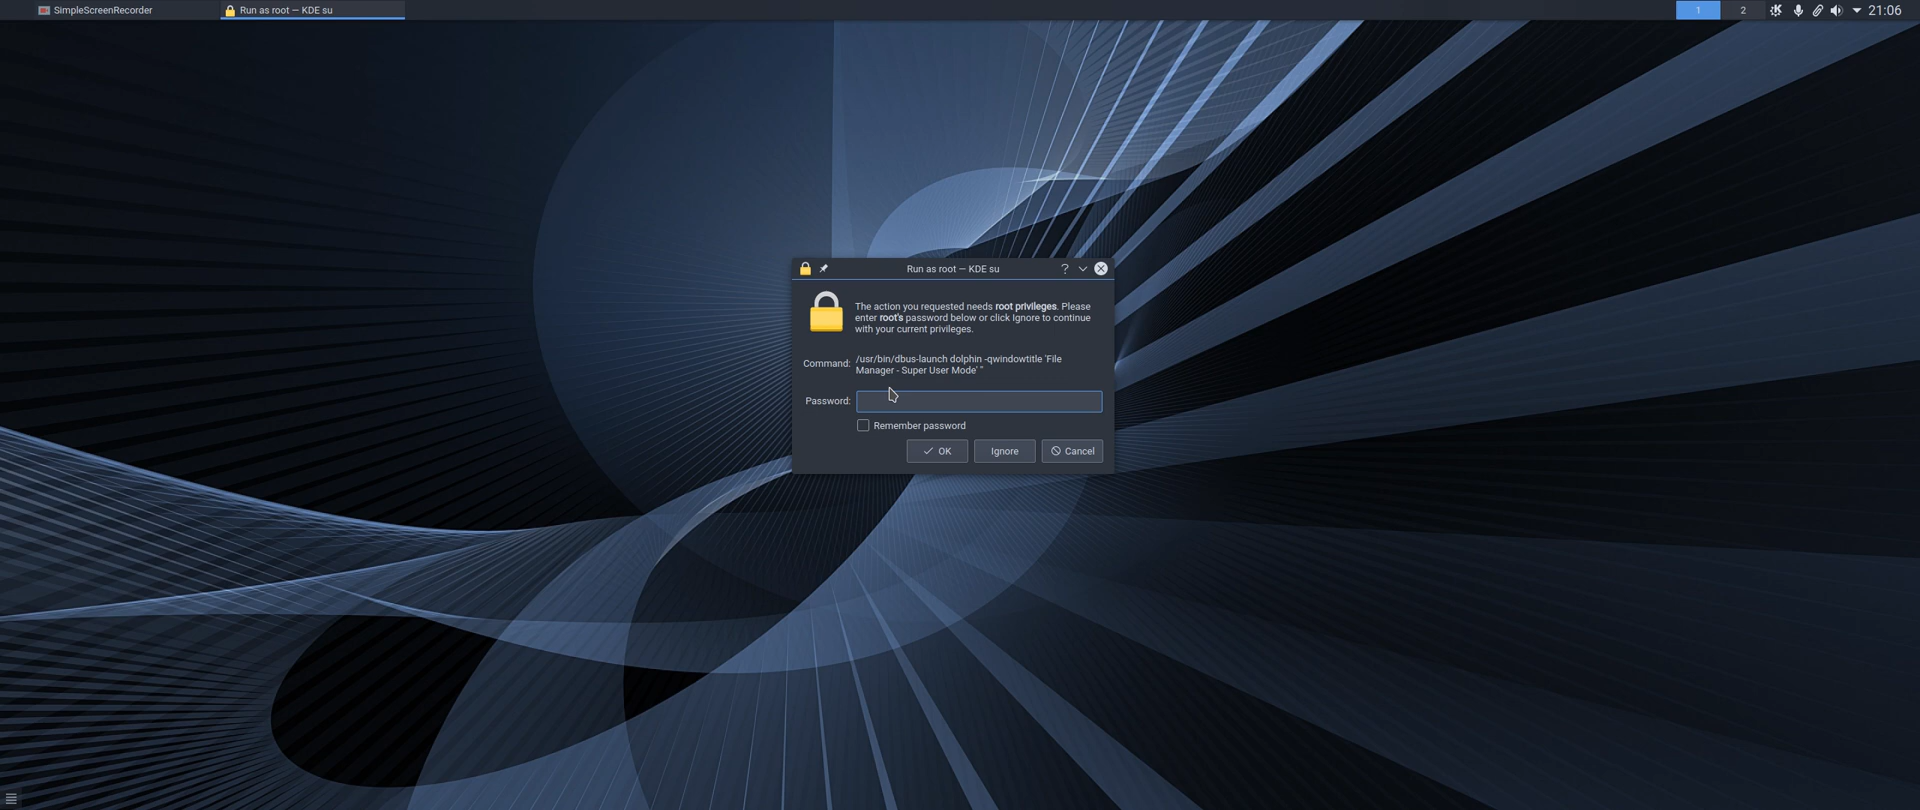 SimpleScreenRecorder
Run as root — KDE su
1
2
21:06
Run as root — KDE su
?
The action you requested needs root privileges. Please
enter root's password below or click Ignore to continue
with your current privileges.
Command: /usr/bin/dbus-launch dolphin -qwindowtitle 'File
Manager - Super User Mode' "
Password:
Remember password
OK
Ignore
Cancel